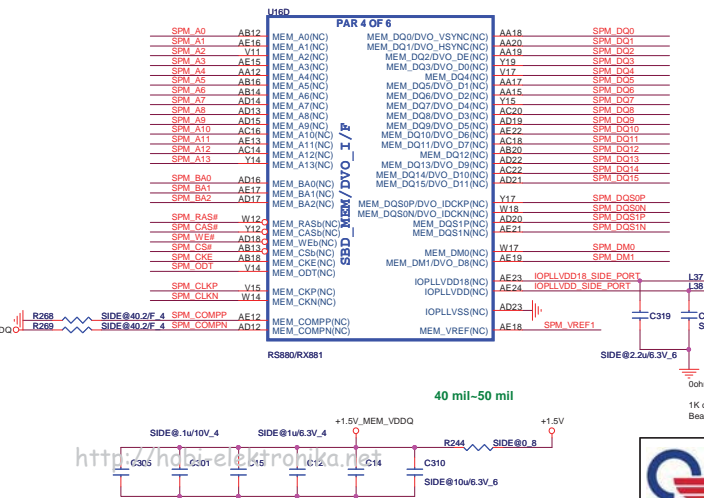 U16D
PAR 4 OF 6
SPM_A0 AB12 MEM_A0(NC) MEM_DQ0/DVO_VSYNC(NC) AA18 SPM_DQ0
SPM_A1 AE16 MEM_A1(NC) MEM_DQ1/DVO_HSYNC(NC) AA20 SPM_DQ1
SPM_A2 V11 MEM_A2(NC) MEM_DQ2/DVO_DE(NC) AA19 SPM_DQ2
SPM_A3 AE15 MEM_A3(NC) MEM_DQ3/DVO_D0(NC) Y19 SPM_DQ3
SPM_A4 AA12 MEM_A4(NC) MEM_DQ4(NC) V17 SPM_DQ4
SPM_A5 AB16 MEM_A5(NC) MEM_DQ5/DVO_D1(NC) AA17 SPM_DQ5
SPM_A6 AB14 MEM_A6(NC) MEM_DQ6/DVO_D2(NC) AA15 SPM_DQ6
SPM_A7 AD14 MEM_A7(NC) MEM_DQ7/DVO_D4(NC) Y15 SPM_DQ7
SPM_A8 AD13 MEM_A8(NC) MEM_DQ8/DVO_D3(NC) AC20 SPM_DQ8
SPM_A9 AD15 MEM_A9(NC) MEM_DQ9/DVO_D5(NC) AD19 SPM_DQ9
SPM_A10 AC16 MEM_A10(NC) MEM_DQ10/DVO_D6(NC) AE22 SPM_DQ10
SPM_A11 AE13 MEM_A11(NC) MEM_DQ11/DVO_D7(NC) AC18 SPM_DQ11
SPM_A12 AC14 MEM_A12(NC) MEM_DQ12(NC) AB20 SPM_DQ12
SPM_A13 Y14 MEM_A13(NC) MEM_DQ13/DVO_D9(NC) AD22 SPM_DQ13
MEM_DQ14/DVO_D10(NC) AC22 SPM_DQ14
SPM_BA0 AD16 MEM_BA0(NC) MEM_DQ15/DVO_D11(NC) AD21 SPM_DQ15
SPM_BA1 AE17 MEM_BA1(NC)
SPM_BA2 AD17 MEM_BA2(NC) MEM_DQS0P/DVO_IDCKP(NC) Y17 SPM_DQS0P
MEM_DQS0N/DVO_IDCKN(NC) W18 SPM_DQS0N
SPM_RAS# W12 MEM_RASb(NC) MEM_DQS1P(NC) AD20 SPM_DQS1P
SPM_CAS# Y12 MEM_CASb(NC) MEM_DQS1N(NC) AE21 SPM_DQS1N
SPM_WE# AD18 MEM_WEb(NC)
SPM_CS# AB13 MEM_CSb(NC) MEM_DM0(NC) W17 SPM_DM0
SPM_CKE AB18 MEM_CKE(NC) MEM_DM1/DVO_D8(NC) AE19 SPM_DM1
SPM_ODT V14 MEM_ODT(NC)
SBD_MEM/DVO_I/F
IOPLLVDD18(NC) AE23 IOPLLVDD18_SIDE_PORT L37
SPM_CLKP V15 MEM_CKP(NC) IOPLLVDD(NC) AE24 IOPLLVDD_SIDE_PORT L38
SPM_CLKN W14 MEM_CKN(NC)
IOPLLVSS(NC) AD23
R268 SIDE@40.2/F_4 SPM_COMPP AE12 MEM_COMPP(NC)
R269 SIDE@40.2/F_4 SPM_COMPN AD12 MEM_COMPN(NC) MEM_VREF(NC) AE18 SPM_VREF1
C319
SIDE@2.2u/6.3V_6
RS880/RX881
40 mil~50 mil
+1.5V_MEM_VDDQ +1.5V
SIDE@.1u/10V_4 SIDE@1u/6.3V_4 R244 SIDE@0_8
C305 C301 C14 C310
SIDE@10u/6.3V_6
http://hobi-elektronika.net